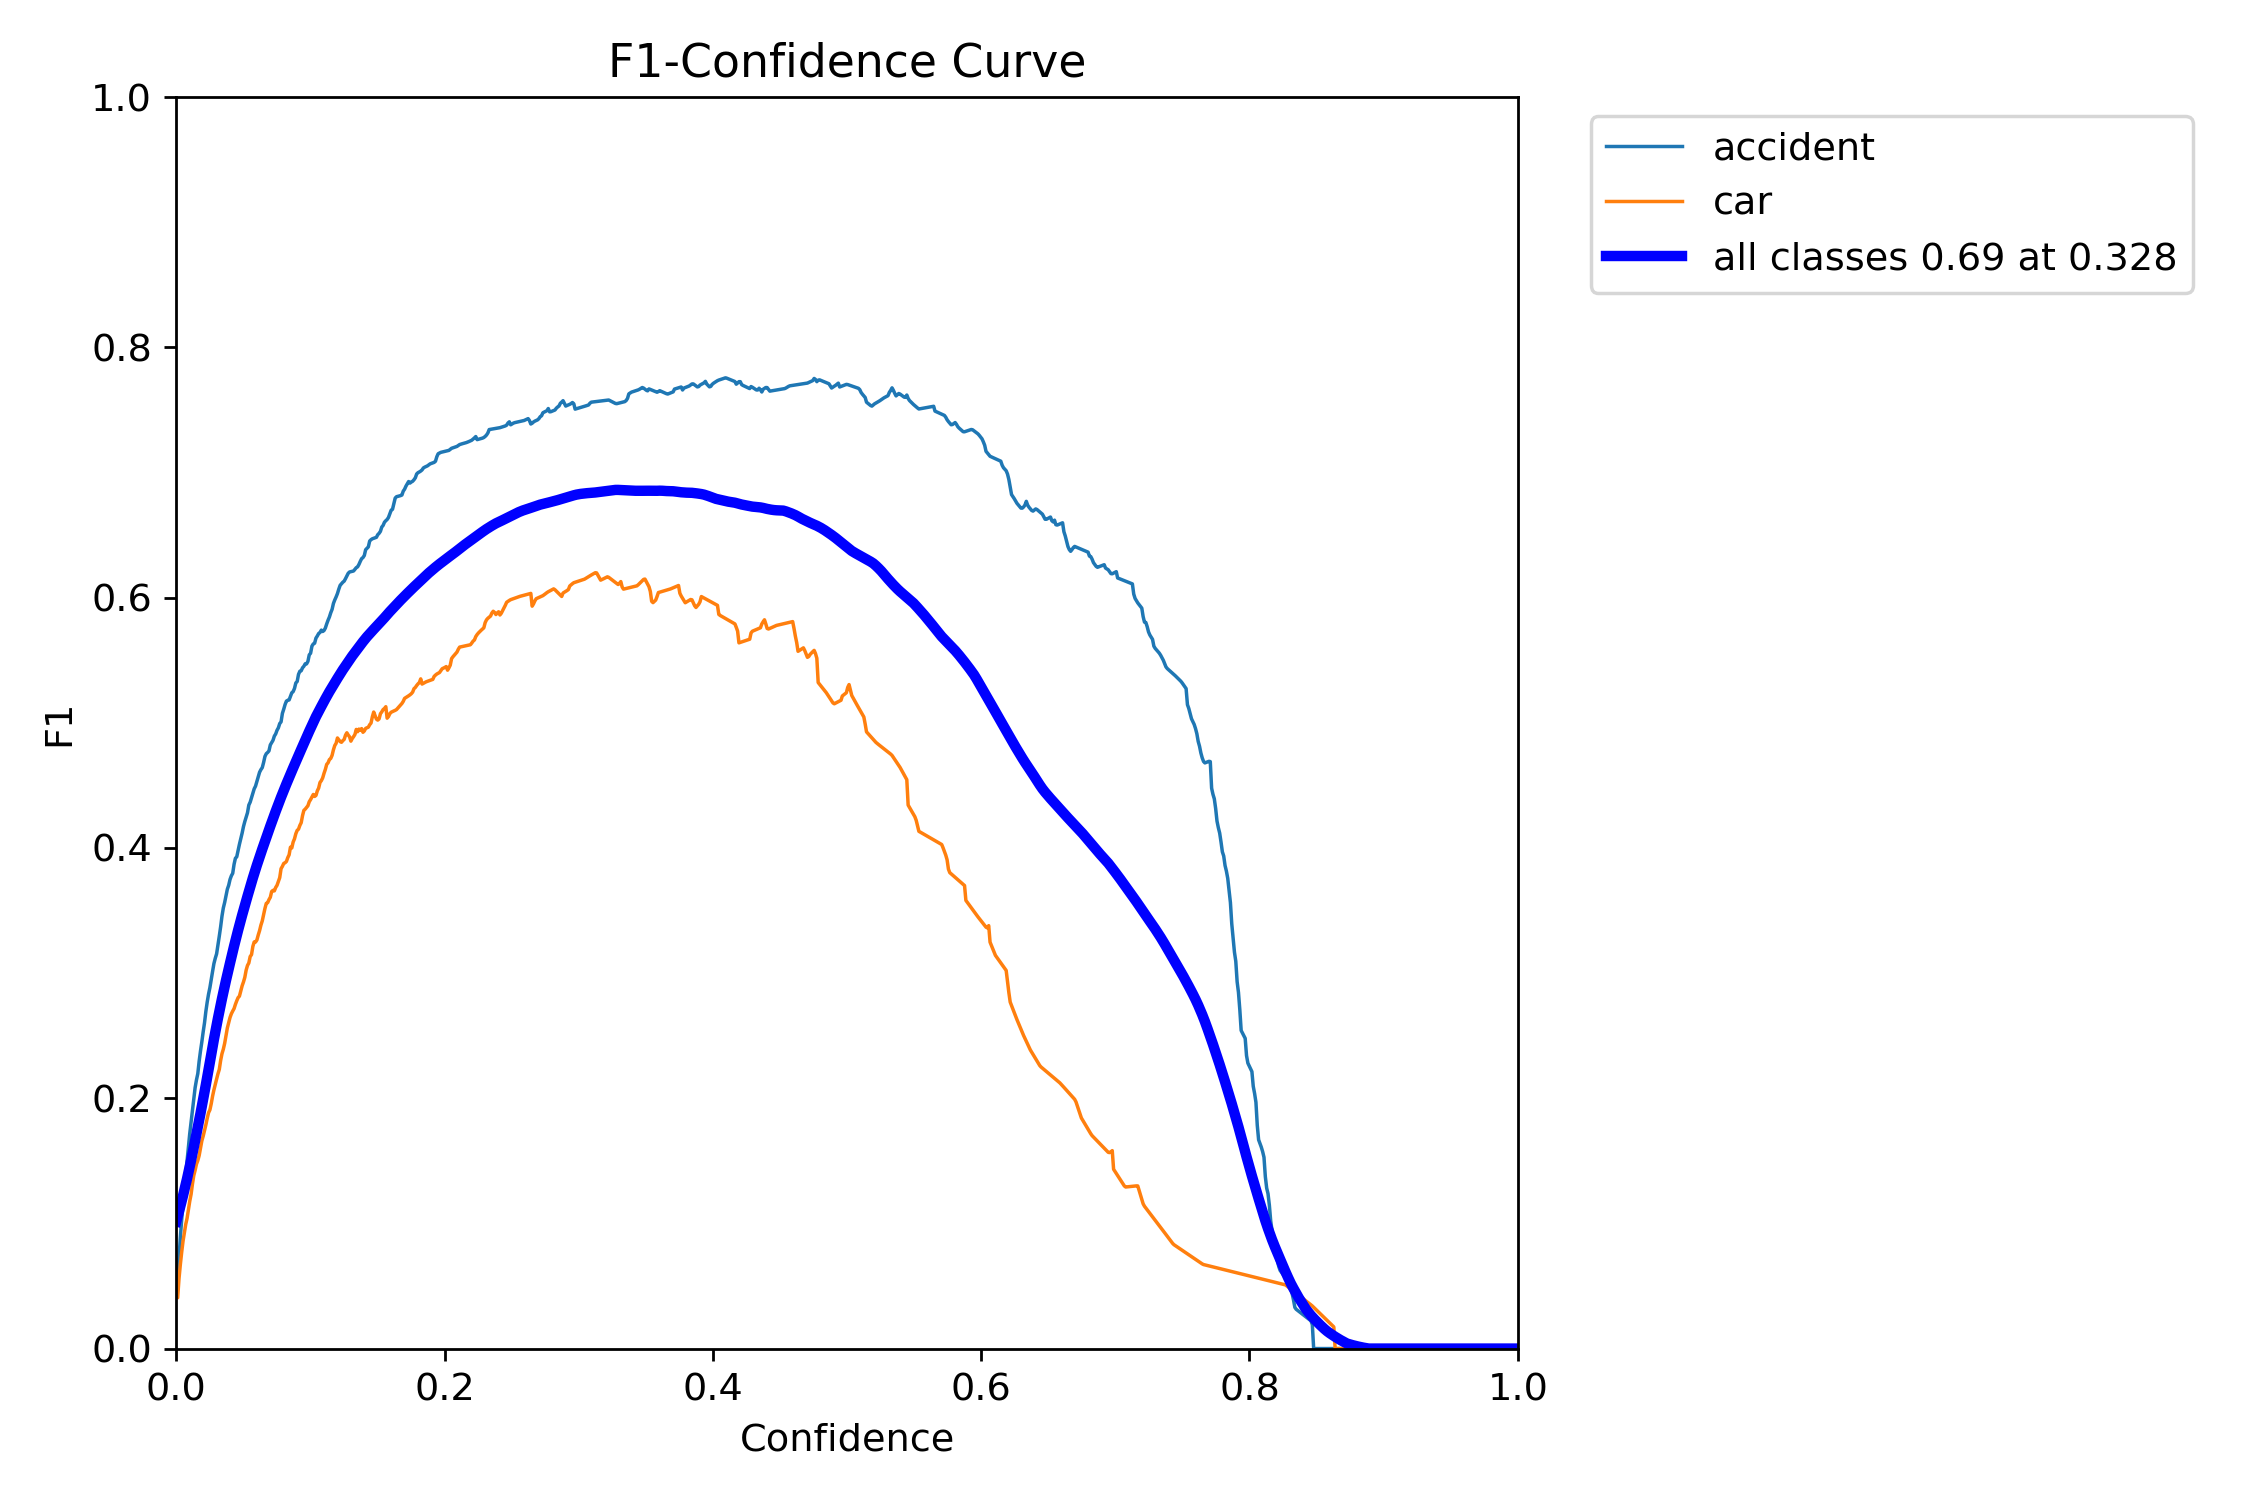 F1-Confidence Curve
accident
car
all classes 0.69 at 0.328
F1
1.0
0.8
0.6
0.4
0.2
0.0
0.0 0.2 0.4 0.6 0.8 1.0
Confidence